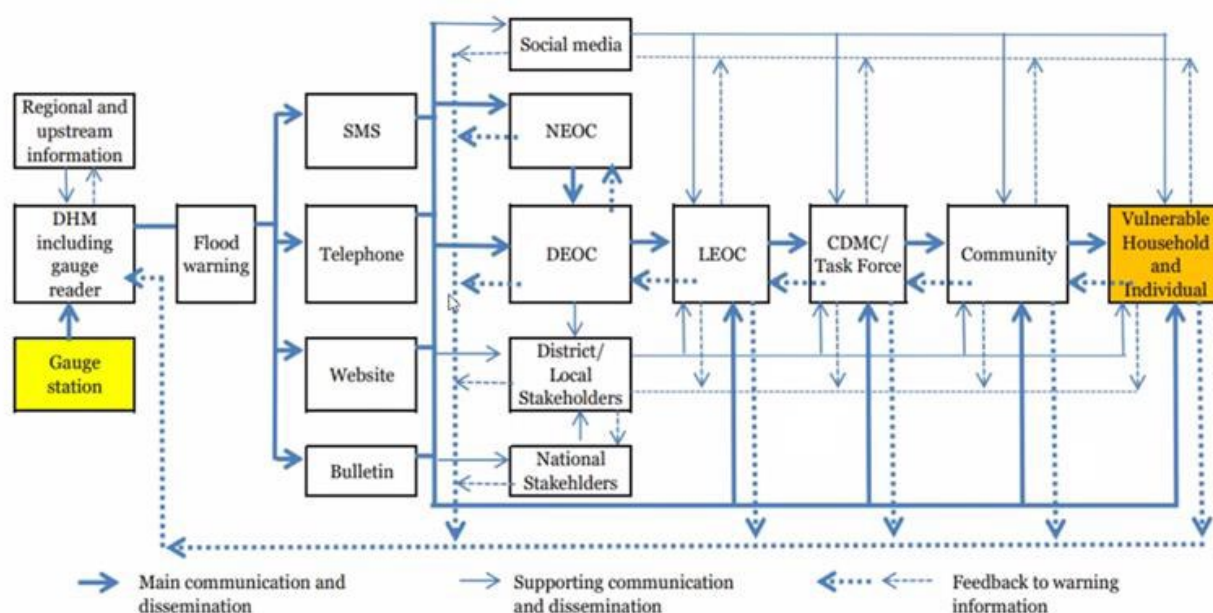 Social media
Regional and
upstream
information
SMS
NEOC
DHM
including
gauge
reader
Flood
warning
Telephone
DEOC
LEOC
CDMC/
Task Force
Community
Vulnerable
Household
and
Individual
Gauge
station
Website
District/
Local
Stakeholders
Bulletin
National
Stakehlders
Main communication and
dissemination
Supporting communication
and dissemination
Feedback to warning
information